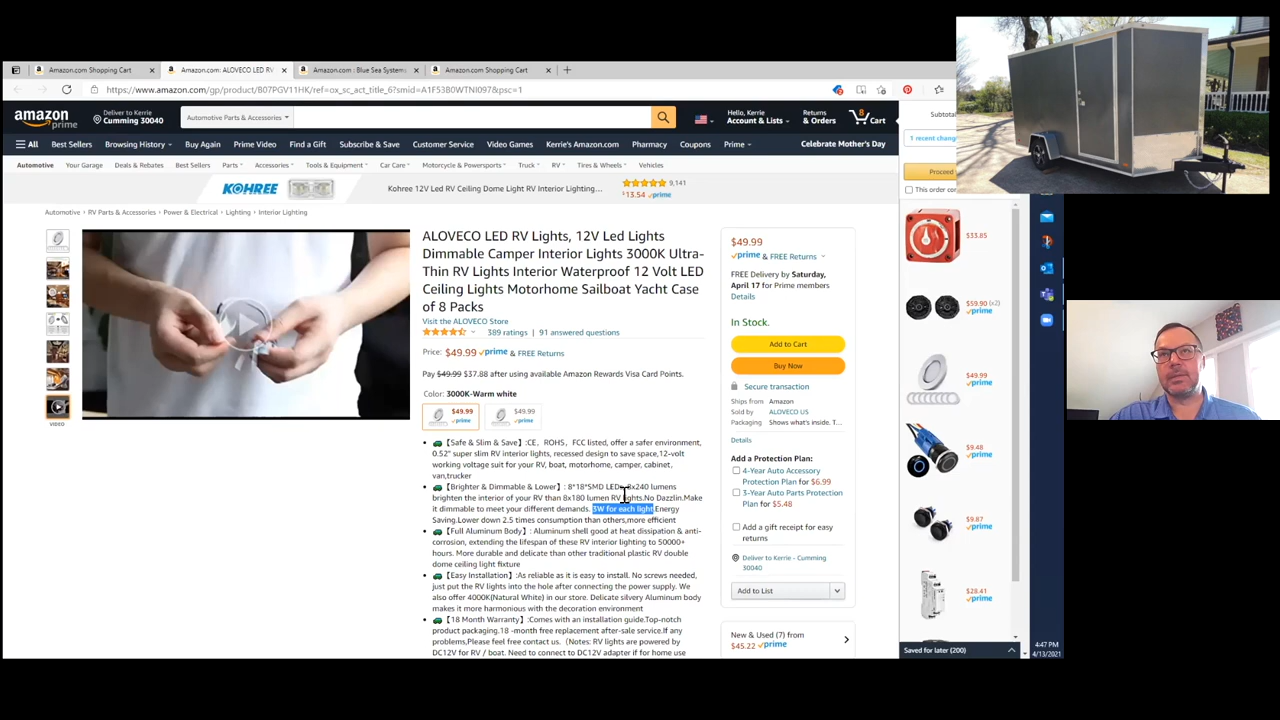 Amazon.com Shopping Cart
Amazon.com: ALOVECO LED RV
Amazon.com : Blue Sea Systems
Amazon.com Shopping Cart
https://www.amazon.com/gp/product/B07PGV11HK/ref=ox_sc_act_title_6?smid=A1F53B0WTNI097&psc=1
amazon prime
Deliver to Kerrie
Cumming 30040
Automotive Parts & Accessories
Hello, Kerrie
Account & Lists
Returns
& Orders
8
Cart
All
Best Sellers
Browsing History
Buy Again
Prime Video
Find a Gift
Subscribe & Save
Customer Service
Video Games
Kerrie's Amazon.com
Pharmacy
Coupons
Prime
Celebrate Mother's Day
Automotive
Your Garage
Deals & Rebates
Best Sellers
Parts
Accessories
Tools & Equipment
Car Care
Motorcycle & Powersports
Truck
RV
Tires & Wheels
Vehicles
KOHREE
Kohree 12V Led RV Ceiling Dome Light RV Interior Lighting...
9,141
$13.54 prime
Automotive › RV Parts & Accessories › Power & Electrical › Lighting › Interior Lighting
VIDEO
ALOVECO LED RV Lights, 12V Led Lights
Dimmable Camper Interior Lights 3000K Ultra-
Thin RV Lights Interior Waterproof 12 Volt LED
Ceiling Lights Motorhome Sailboat Yacht Case
of 8 Packs
Visit the ALOVECO Store
389 ratings | 91 answered questions
Price: $49.99 prime & FREE Returns
Pay $49.99 $37.88 after using available Amazon Rewards Visa Card Points.
Color: 3000K-Warm white
$49.99
prime
$49.99
prime
【Safe & Slim & Save】:CE、ROHS、FCC listed, offer a safer environment,
0.52" super slim RV interior lights, recessed design to save space,12-volt
working voltage suit for your RV, boat, motorhome, camper, cabinet,
van,trucker
【Brighter & Dimmable & Lower】: 8*18*SMD LED, 8x240 lumens
brighten the interior of your RV than 8x180 lumen RV lights.No Dazzlin.Make
it dimmable to meet your different demands. 3W for each light Energy
Saving.Lower down 2.5 times consumption than others,more efficient
【Full Aluminum Body】: Aluminum shell good at heat dissipation & anti-
corrosion, extending the lifespan of these RV interior lighting to 50000+
hours. More durable and delicate than other traditional plastic RV double
dome ceiling light fixture
【Easy Installation】:As reliable as it is easy to install. No screws needed,
just put the RV lights into the hole after connecting the power supply. We
also offer 4000K(Natural White) in our store. Delicate silvery Aluminum body
makes it more harmonious with the decoration environment
【18 Month Warranty】:Comes with an installation guide.Top-notch
product packaging.18 -month free replacement after-sale service.If any
problems,Please feel free contact us.（Notes: RV lights are powered by
DC12V for RV / boat. Need to connect to DC12V adapter if for home use
$49.99
prime & FREE Returns
FREE Delivery by Saturday,
April 17 for Prime members
Details
In Stock.
Add to Cart
Buy Now
Secure transaction
Ships from Amazon
Sold by ALOVECO US
Packaging Shows what's inside. T...
Details
Add a Protection Plan:
4-Year Auto Accessory
Protection Plan for $6.99
3-Year Auto Parts Protection
Plan for $5.48
Add a gift receipt for easy
returns
Deliver to Kerrie - Cumming
30040
Add to List
New & Used (7) from
$45.22 prime
Subtotal
1 recent chang
Proceed
This order co
$33.85
$59.90 (x2)
prime
$49.99
prime
$9.48
prime
$9.87
prime
$28.41
prime
Saved for later (200)
4:47 PM
4/13/2021